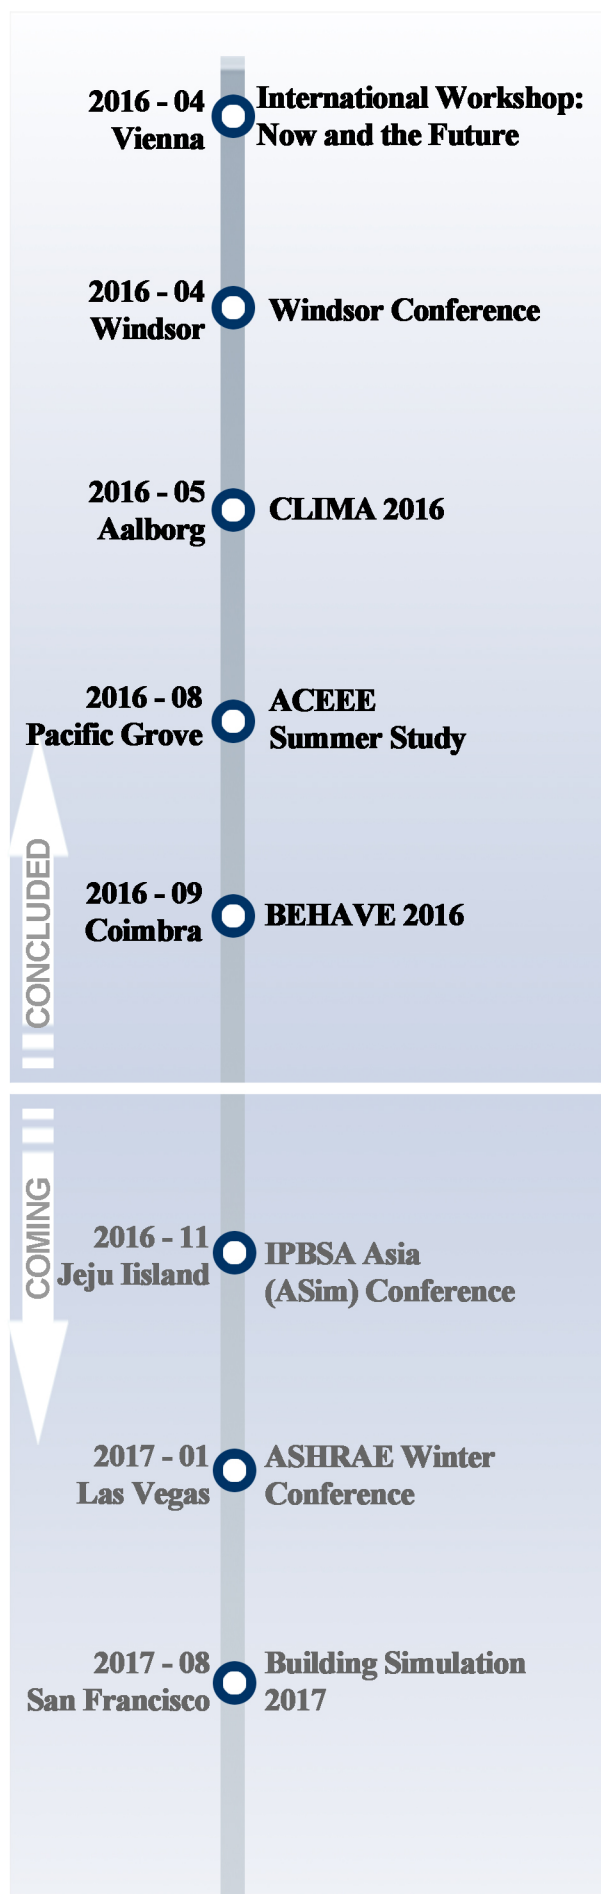 2016 - 04
Vienna
International Workshop:
Now and the Future
2016 - 04
Windsor
Windsor Conference
2016 - 05
Aalborg
CLIMA 2016
2016 - 08
Pacific Grove
ACEEE
Summer Study
CONCLUDED
2016 - 09
Coimbra
BEHAVE 2016
COMING
2016 - 11
Jeju Iisland
IPBSA Asia
(ASim) Conference
2017 - 01
Las Vegas
ASHRAE Winter
Conference
2017 - 08
San Francisco
Building Simulation
2017